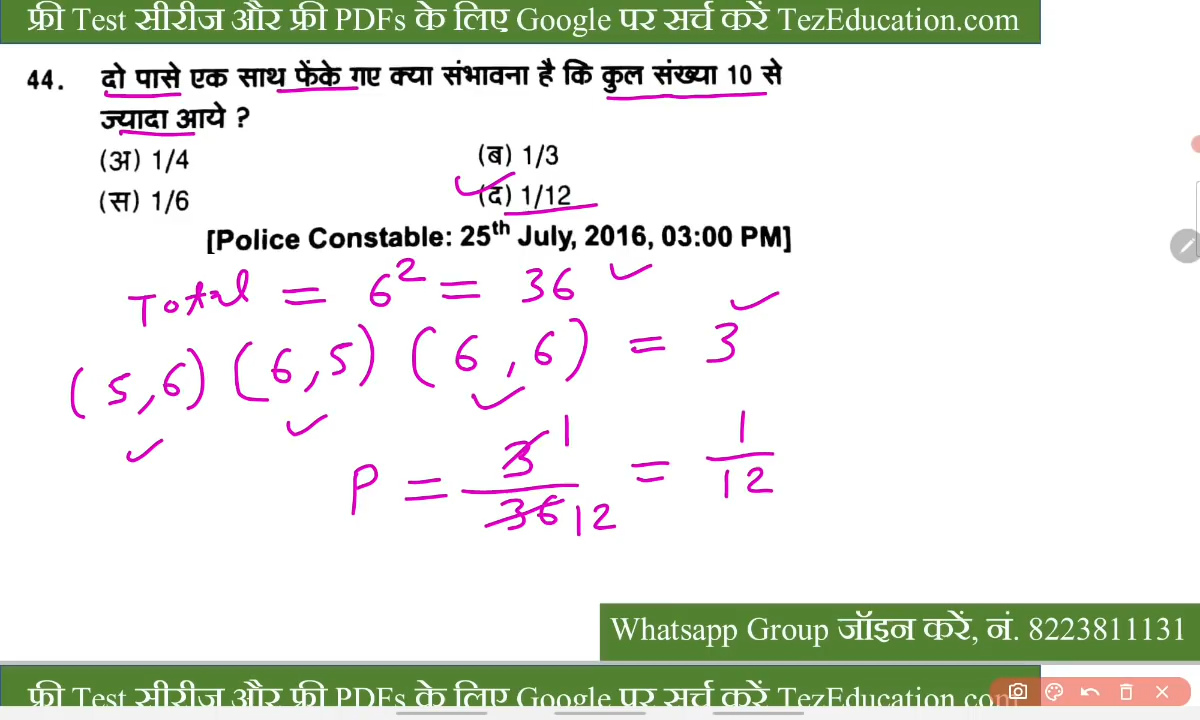 फ्री Test सीरीज और फ्री PDFs के लिए Google पर सर्च करें TezEducation.com
44. दो पासे एक साथ फेंके गए क्या संभावना है कि कुल संख्या 10 से
ज्यादा आये ?
(अ) 1/4 (ब) 1/3
(स) 1/6 (द) 1/12
[Police Constable: 25th July, 2016, 03:00 PM]
Total = 6² = 36
(5,6) (6,5) (6,6) = 3
P = 3 1 / 36 12 = 1/12
Whatsapp Group जॉइन करें, नं. 8223811131
फ्री Test सीरीज और फ्री PDFs के लिए Google पर सर्च करें TezEducation.com